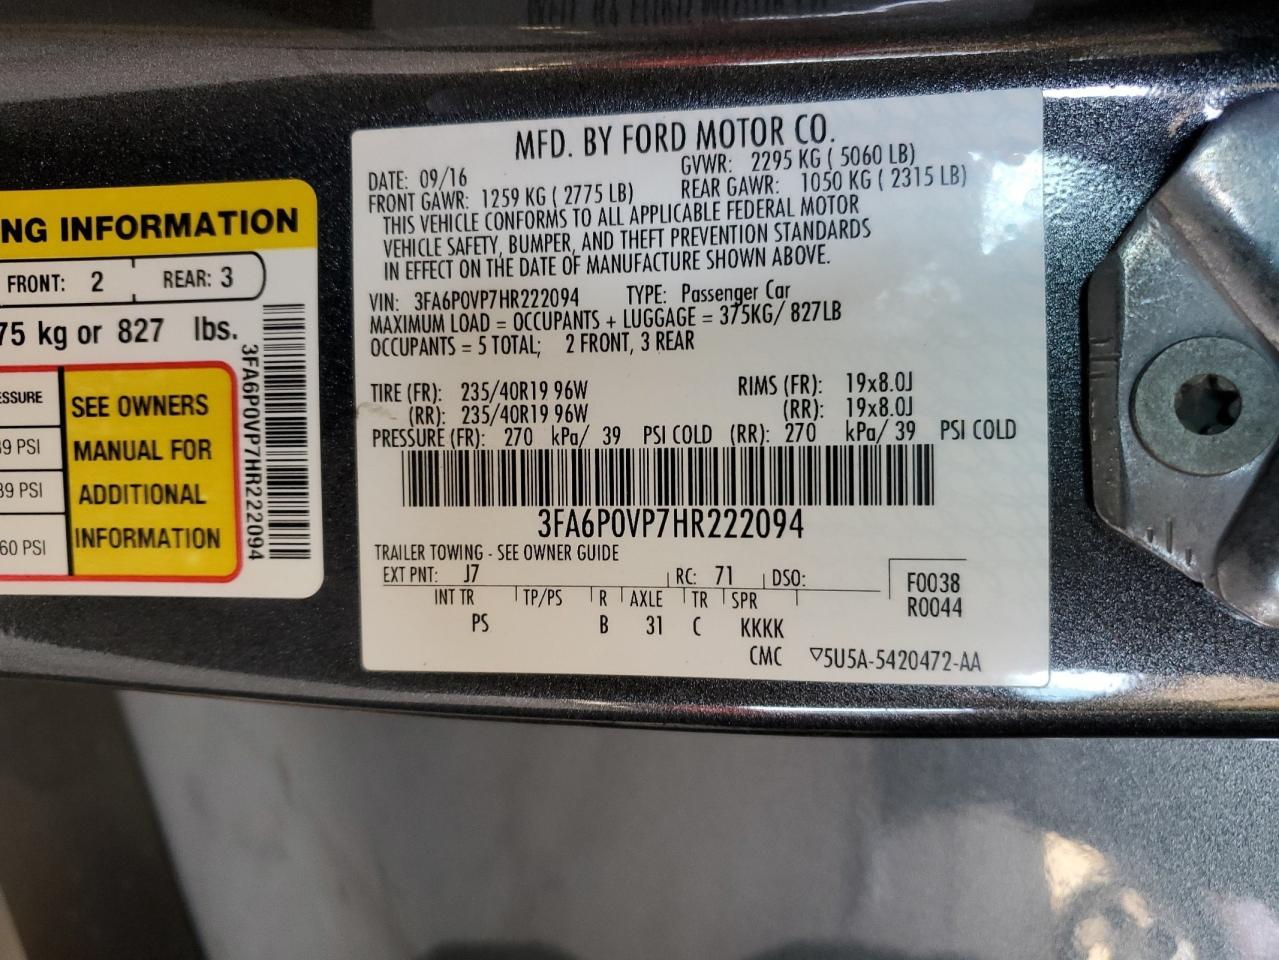 NG INFORMATION
FRONT: 2 REAR: 3
75 kg or 827 lbs.
ESSURE
39 PSI
39 PSI
60 PSI
SEE OWNERS
MANUAL FOR
ADDITIONAL
INFORMATION
3FA6P0VP7HR222094
MFD. BY FORD MOTOR CO.
DATE: 09/16 GVWR: 2295 KG ( 5060 LB)
FRONT GAWR: 1259 KG ( 2775 LB) REAR GAWR: 1050 KG ( 2315 LB)
THIS VEHICLE CONFORMS TO ALL APPLICABLE FEDERAL MOTOR
VEHICLE SAFETY, BUMPER, AND THEFT PREVENTION STANDARDS
IN EFFECT ON THE DATE OF MANUFACTURE SHOWN ABOVE.
VIN: 3FA6P0VP7HR222094 TYPE: Passenger Car
MAXIMUM LOAD = OCCUPANTS + LUGGAGE = 375KG/ 827LB
OCCUPANTS = 5 TOTAL; 2 FRONT, 3 REAR
TIRE (FR): 235/40R19 96W RIMS (FR): 19x8.0J
(RR): 235/40R19 96W (RR): 19x8.0J
PRESSURE (FR): 270 kPa/ 39 PSI COLD (RR): 270 kPa/ 39 PSI COLD
3FA6P0VP7HR222094
TRAILER TOWING - SEE OWNER GUIDE
EXT PNT: J7 RC: 71 DSO: F0038
INT TR TP/PS R AXLE TR SPR R0044
PS B 31 C KKKK
CMC ▽5U5A-5420472-AA